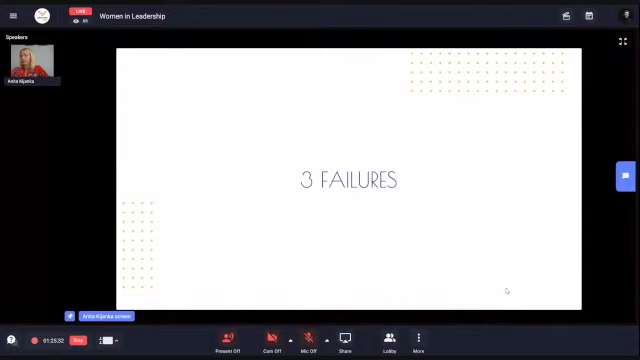 LIVE
Women in Leadership
Speakers
Anita Kijanka
3 FAILURES
Anita Kijanka screen
01:25:32
Stop
Present Off
Cam Off
Mic Off
Share
Lobby
More